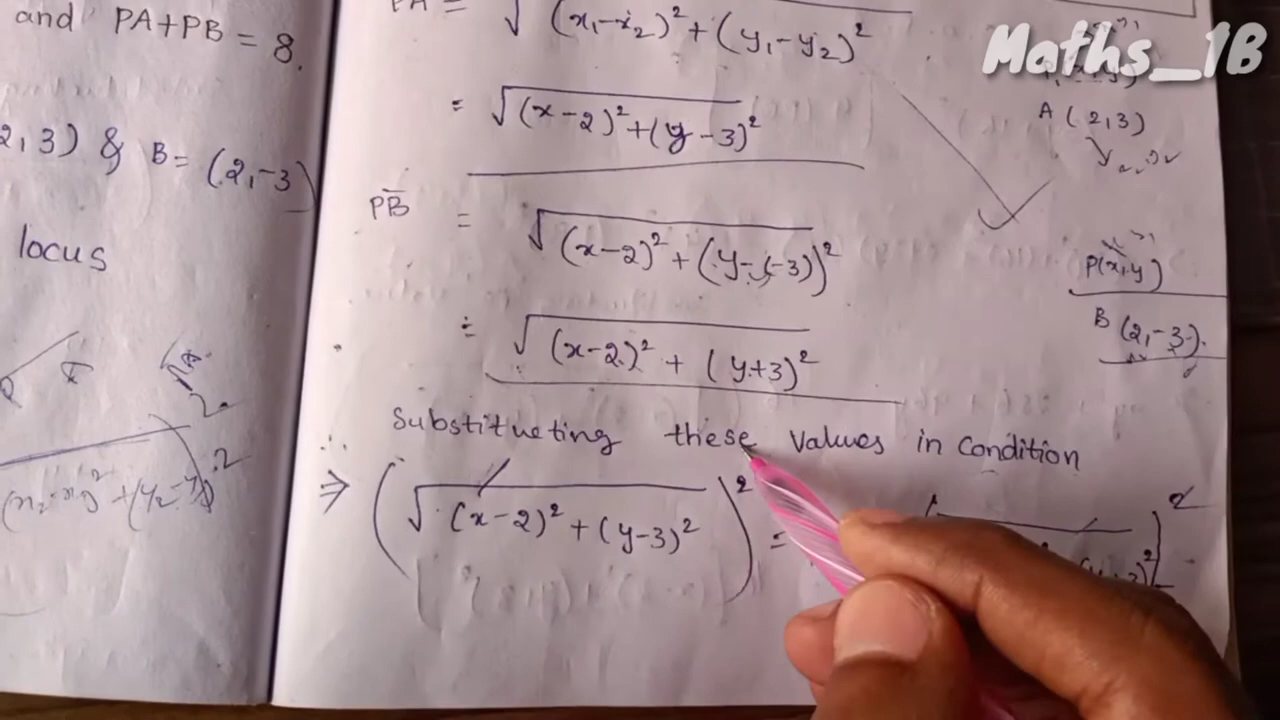 and PA+PB = 8.
2,3) & B= (2,-3)
locus
PA = √(x₁-x₂)²+(y₁-y₂)²
= √(x-2)²+(y-3)²
PB = √(x-2)²+(y-(-3))²
= √(x-2)² + (y+3)²
∴ Substitueting these values in condition
⇒ (√(x-2)²+(y-3)²)² =
Maths_1B
A (2,3)
P(x,y)
B (2,-3).